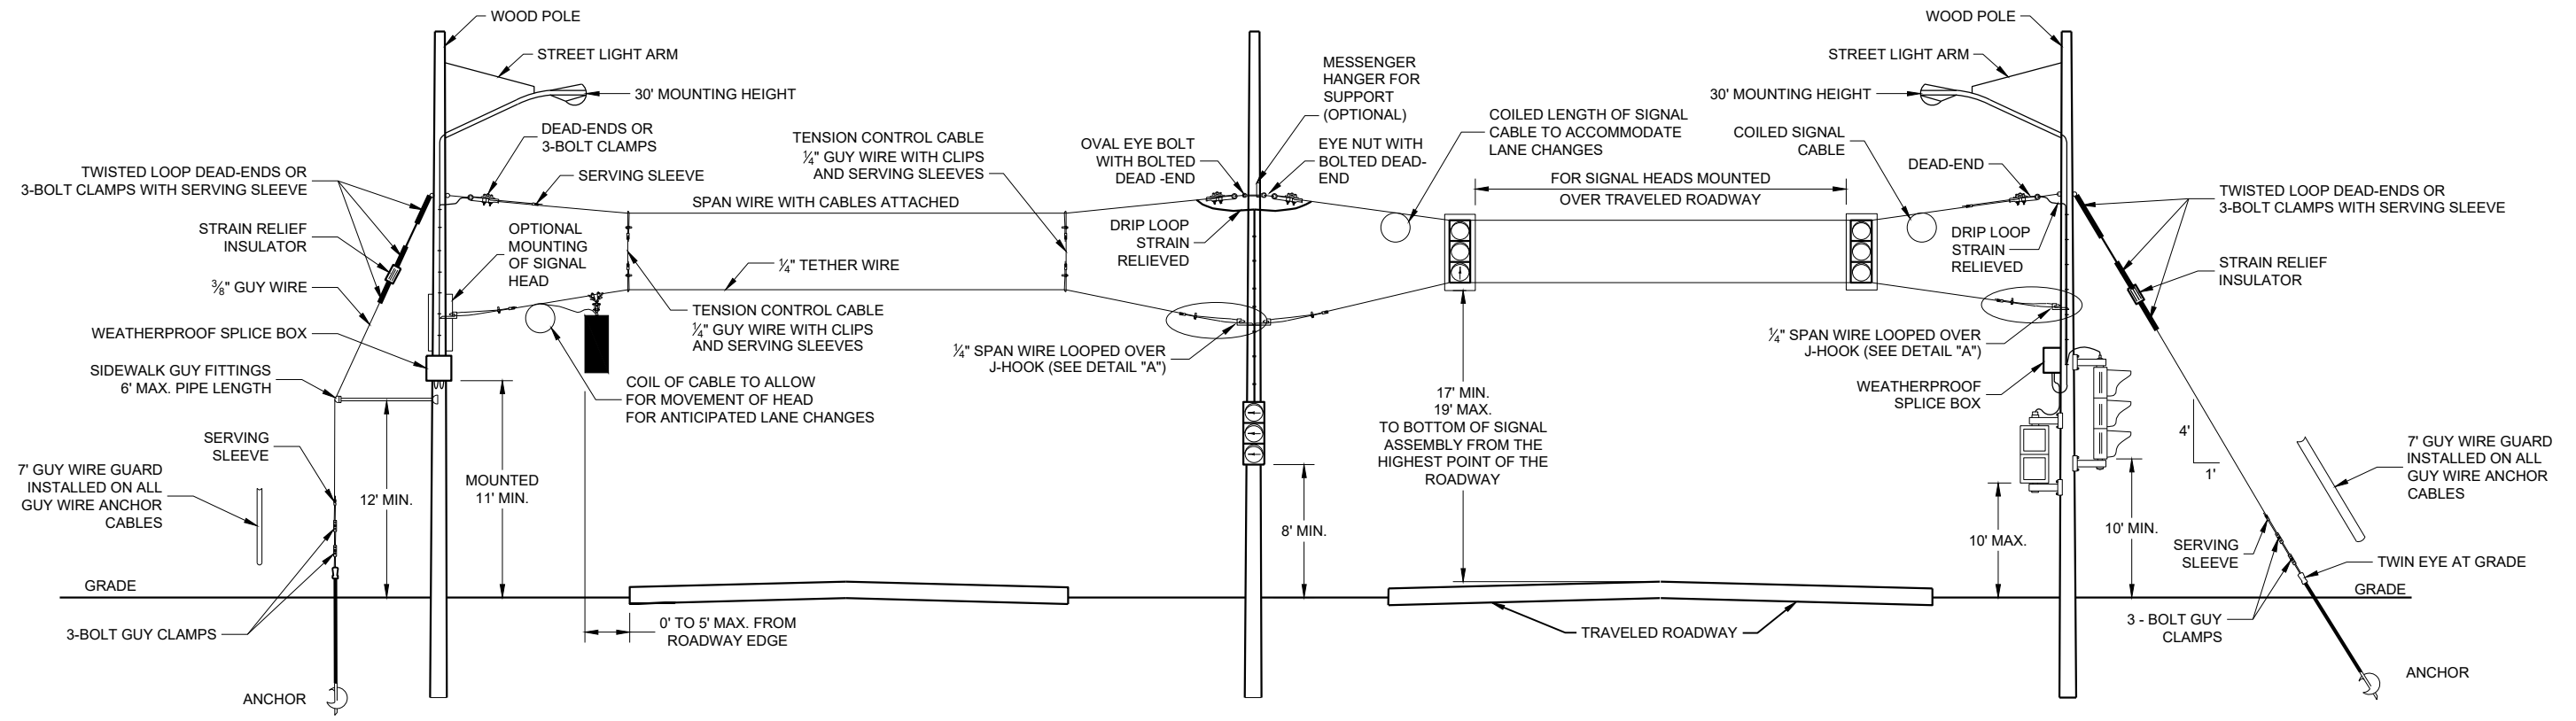 WOOD POLE
STREET LIGHT ARM
30' MOUNTING HEIGHT
DEAD-ENDS OR
3-BOLT CLAMPS
SERVING SLEEVE
TWISTED LOOP DEAD-ENDS OR
3-BOLT CLAMPS WITH SERVING SLEEVE
STRAIN RELIEF
INSULATOR
3/8" GUY WIRE
WEATHERPROOF SPLICE BOX
SIDEWALK GUY FITTINGS
6' MAX. PIPE LENGTH
SERVING
SLEEVE
7' GUY WIRE GUARD
INSTALLED ON ALL
GUY WIRE ANCHOR
CABLES
12' MIN.
MOUNTED
11' MIN.
GRADE
3-BOLT GUY CLAMPS
ANCHOR
OPTIONAL
MOUNTING
OF SIGNAL
HEAD
TENSION CONTROL CABLE
1/4" GUY WIRE WITH CLIPS
AND SERVING SLEEVES
SPAN WIRE WITH CABLES ATTACHED
1/4" TETHER WIRE
TENSION CONTROL CABLE
1/4" GUY WIRE WITH CLIPS
AND SERVING SLEEVES
COIL OF CABLE TO ALLOW
FOR MOVEMENT OF HEAD
FOR ANTICIPATED LANE CHANGES
0' TO 5' MAX. FROM
ROADWAY EDGE
MESSENGER
HANGER FOR
SUPPORT
(OPTIONAL)
OVAL EYE BOLT
WITH BOLTED
DEAD -END
EYE NUT WITH
BOLTED DEAD-
END
DRIP LOOP
STRAIN
RELIEVED
1/4" SPAN WIRE LOOPED OVER
J-HOOK (SEE DETAIL "A")
8' MIN.
COILED LENGTH OF SIGNAL
CABLE TO ACCOMMODATE
LANE CHANGES
FOR SIGNAL HEADS MOUNTED
OVER TRAVELED ROADWAY
17' MIN.
19' MAX.
TO BOTTOM OF SIGNAL
ASSEMBLY FROM THE
HIGHEST POINT OF THE
ROADWAY
TRAVELED ROADWAY
WOOD POLE
STREET LIGHT ARM
30' MOUNTING HEIGHT
COILED SIGNAL
CABLE
DEAD-END
DRIP LOOP
STRAIN
RELIEVED
1/4" SPAN WIRE LOOPED OVER
J-HOOK (SEE DETAIL "A")
WEATHERPROOF
SPLICE BOX
10' MAX.
10' MIN.
TWISTED LOOP DEAD-ENDS OR
3-BOLT CLAMPS WITH SERVING SLEEVE
STRAIN RELIEF
INSULATOR
4'
1'
7' GUY WIRE GUARD
INSTALLED ON ALL
GUY WIRE ANCHOR
CABLES
SERVING
SLEEVE
TWIN EYE AT GRADE
GRADE
3 - BOLT GUY
CLAMPS
ANCHOR